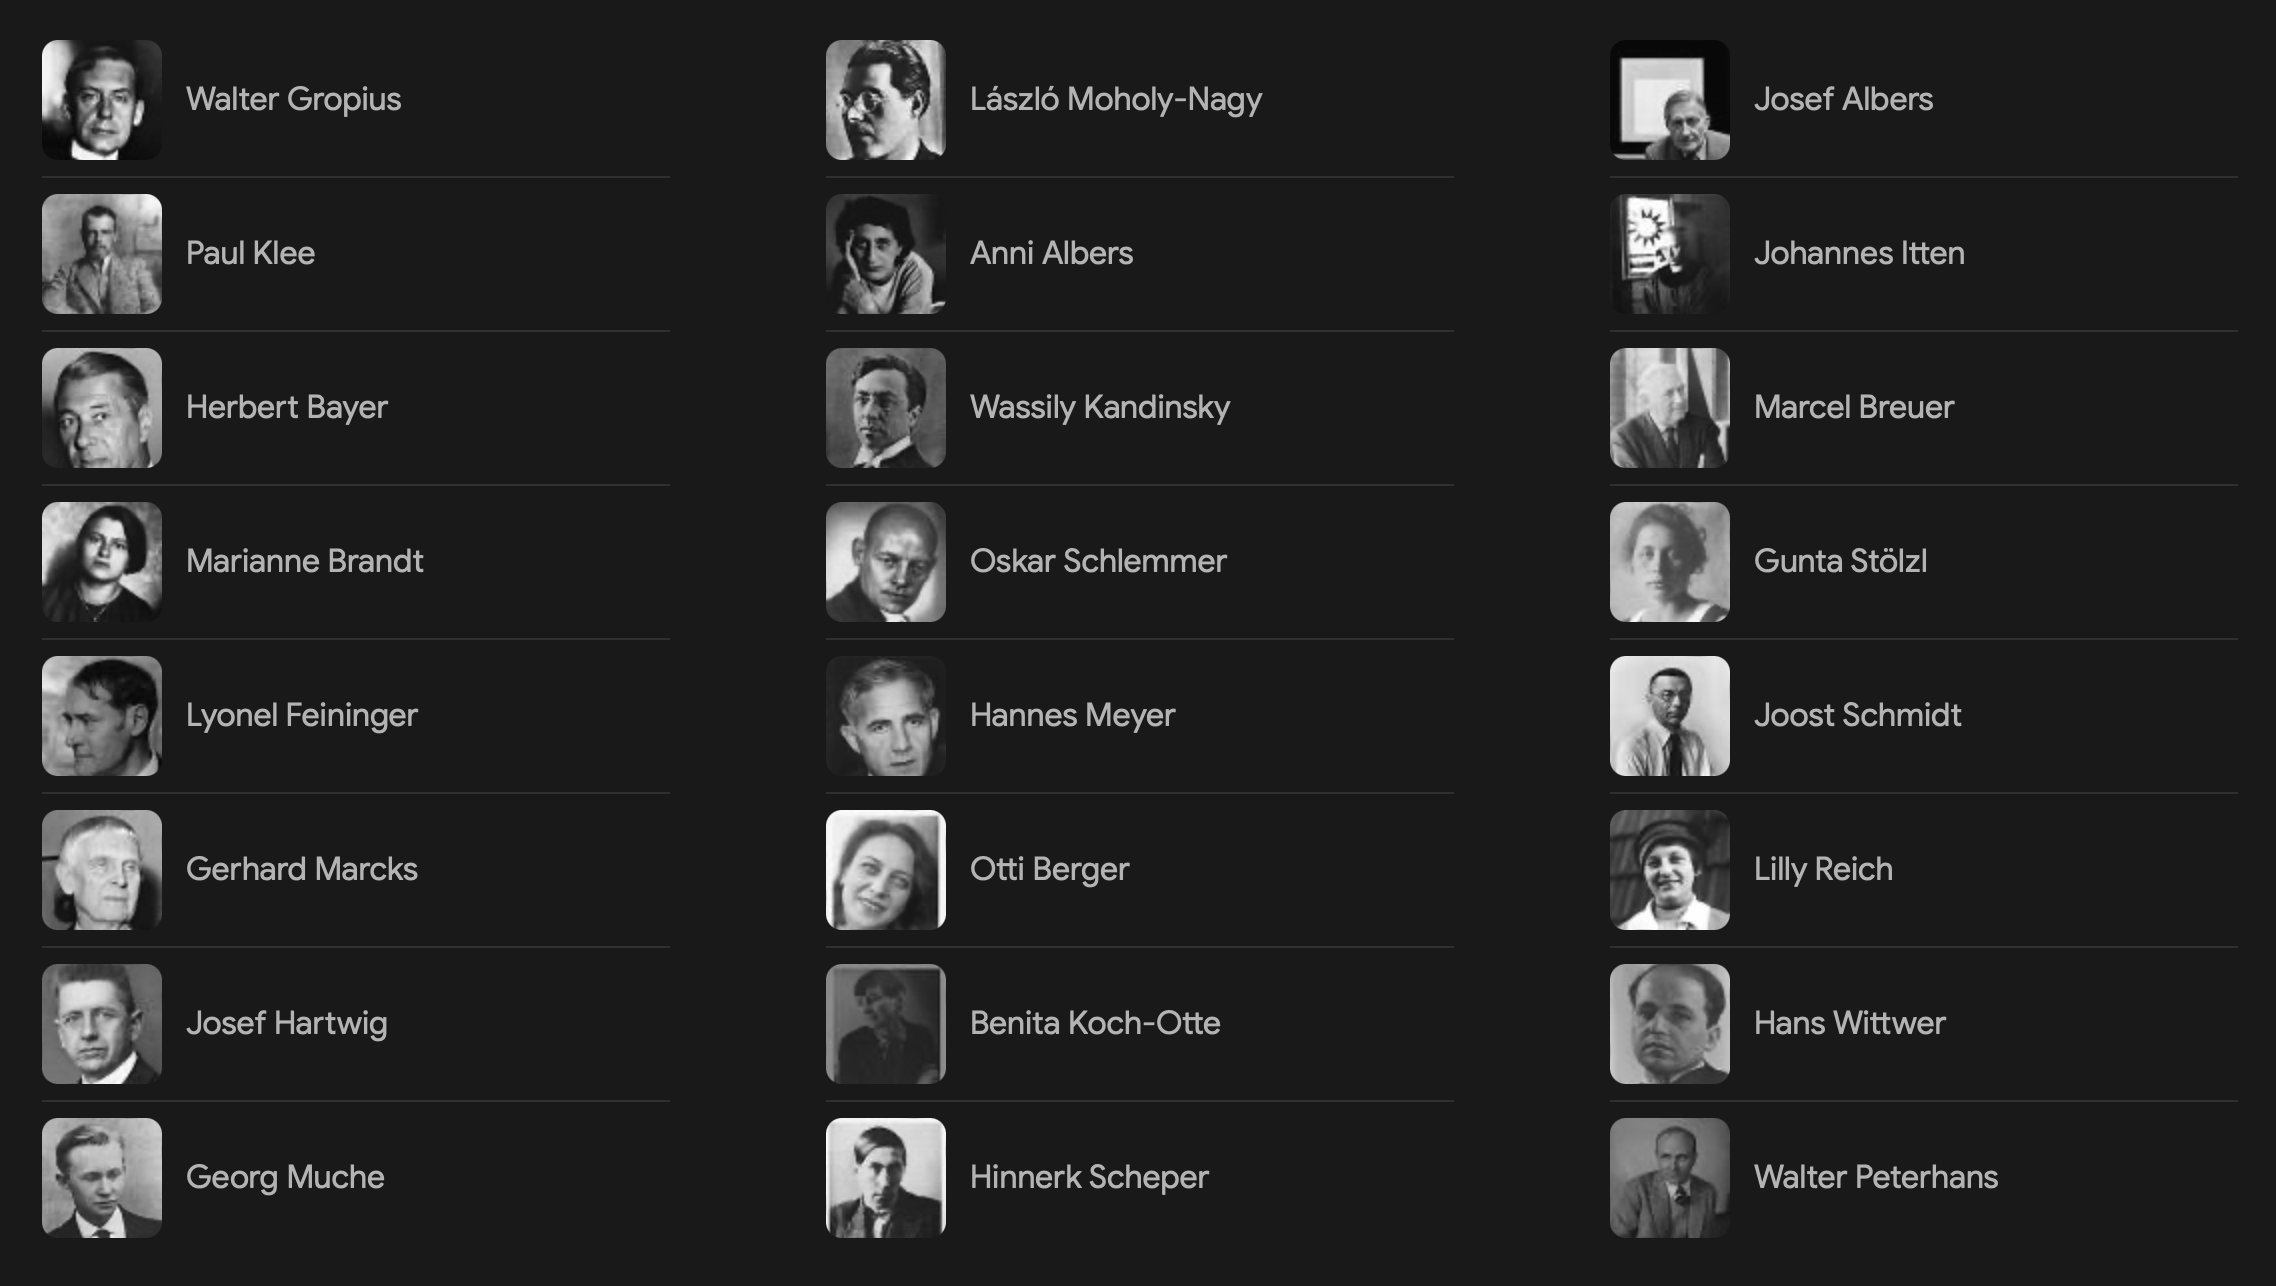 Walter Gropius
László Moholy-Nagy
Josef Albers
Paul Klee
Anni Albers
Johannes Itten
Herbert Bayer
Wassily Kandinsky
Marcel Breuer
Marianne Brandt
Oskar Schlemmer
Gunta Stölzl
Lyonel Feininger
Hannes Meyer
Joost Schmidt
Gerhard Marcks
Otti Berger
Lilly Reich
Josef Hartwig
Benita Koch-Otte
Hans Wittwer
Georg Muche
Hinnerk Scheper
Walter Peterhans